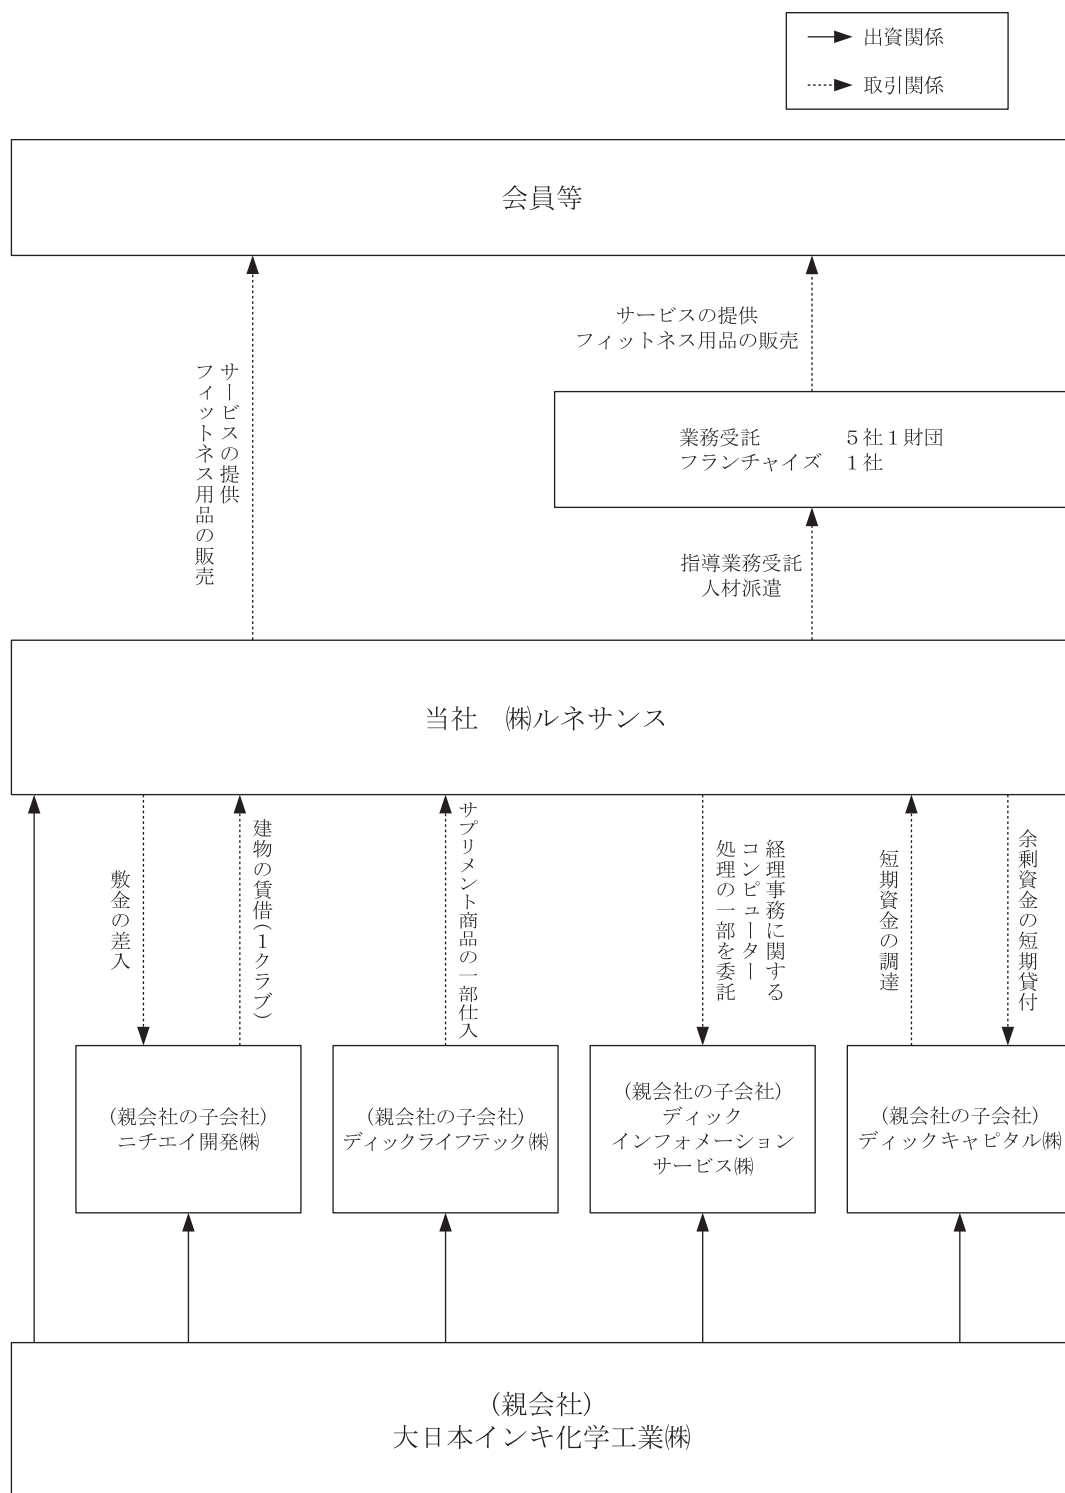 出資関係
取引関係
会員等
サービスの提供
フィットネス用品の販売
サービスの提供
フィットネス用品の販売
業務受託　　　　５社１財団
フランチャイズ　１社
指導業務受託
人材派遣
当社　㈱ルネサンス
敷金の差入
建物の賃借(１クラブ)
サプリメント商品の一部仕入
経理事務に関する
コンピューター
処理の一部を委託
短期資金の調達
余剰資金の短期貸付
(親会社の子会社)
ニチエイ開発㈱
(親会社の子会社)
ディックライフテック㈱
(親会社の子会社)
ディック
インフォメーション
サービス㈱
(親会社の子会社)
ディックキャピタル㈱
(親会社)
大日本インキ化学工業㈱